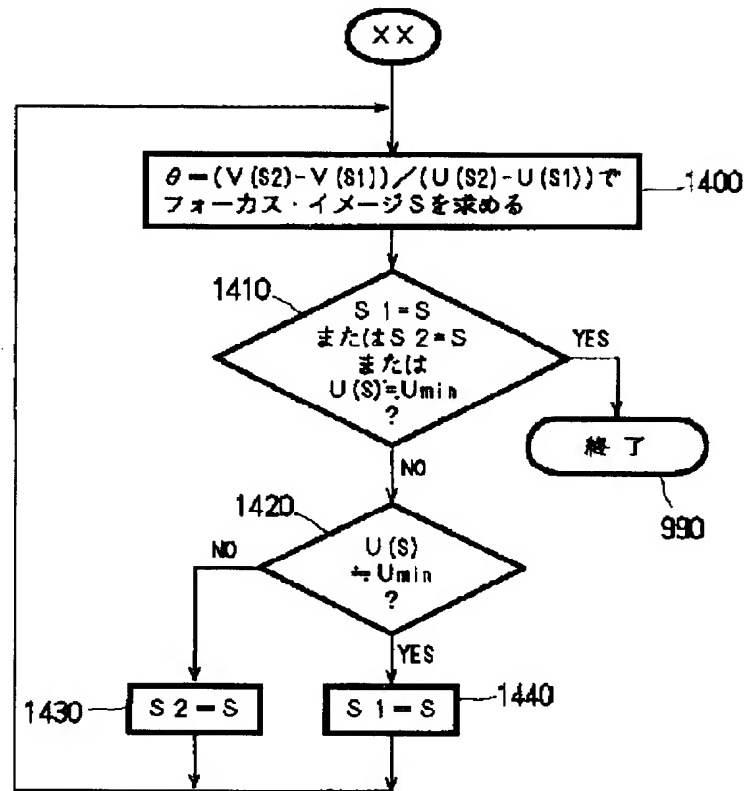 XX
θ=(V(S2)-V(S1))/(U(S2)-U(S1))で
フォーカス・イメージSを求める
1400
1410
S1=S
またはS2=S
または
U(S)≒Umin
?
YES
終了
990
NO
1420
U(S)
≒Umin
?
NO
YES
1430
S2=S
S1=S
1440